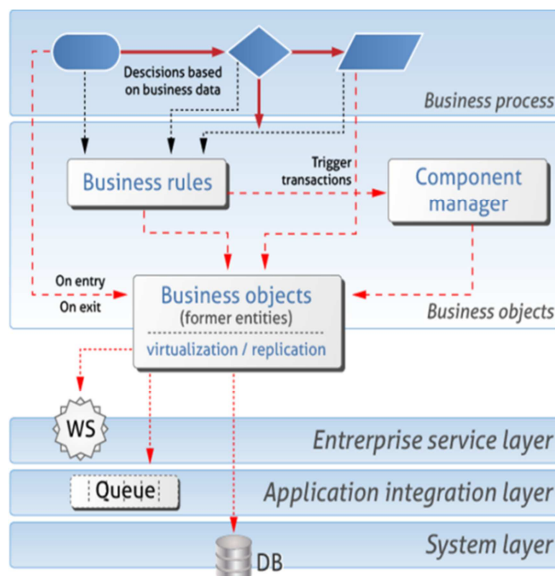 Descisions based
on business data
Business process
Business rules
Trigger
transactions
Component
manager
On entry
On exit
Business objects
(former entities)
virtualization / replication
Business objects
WS
Entrerprise service layer
Queue
Application integration layer
System layer
DB